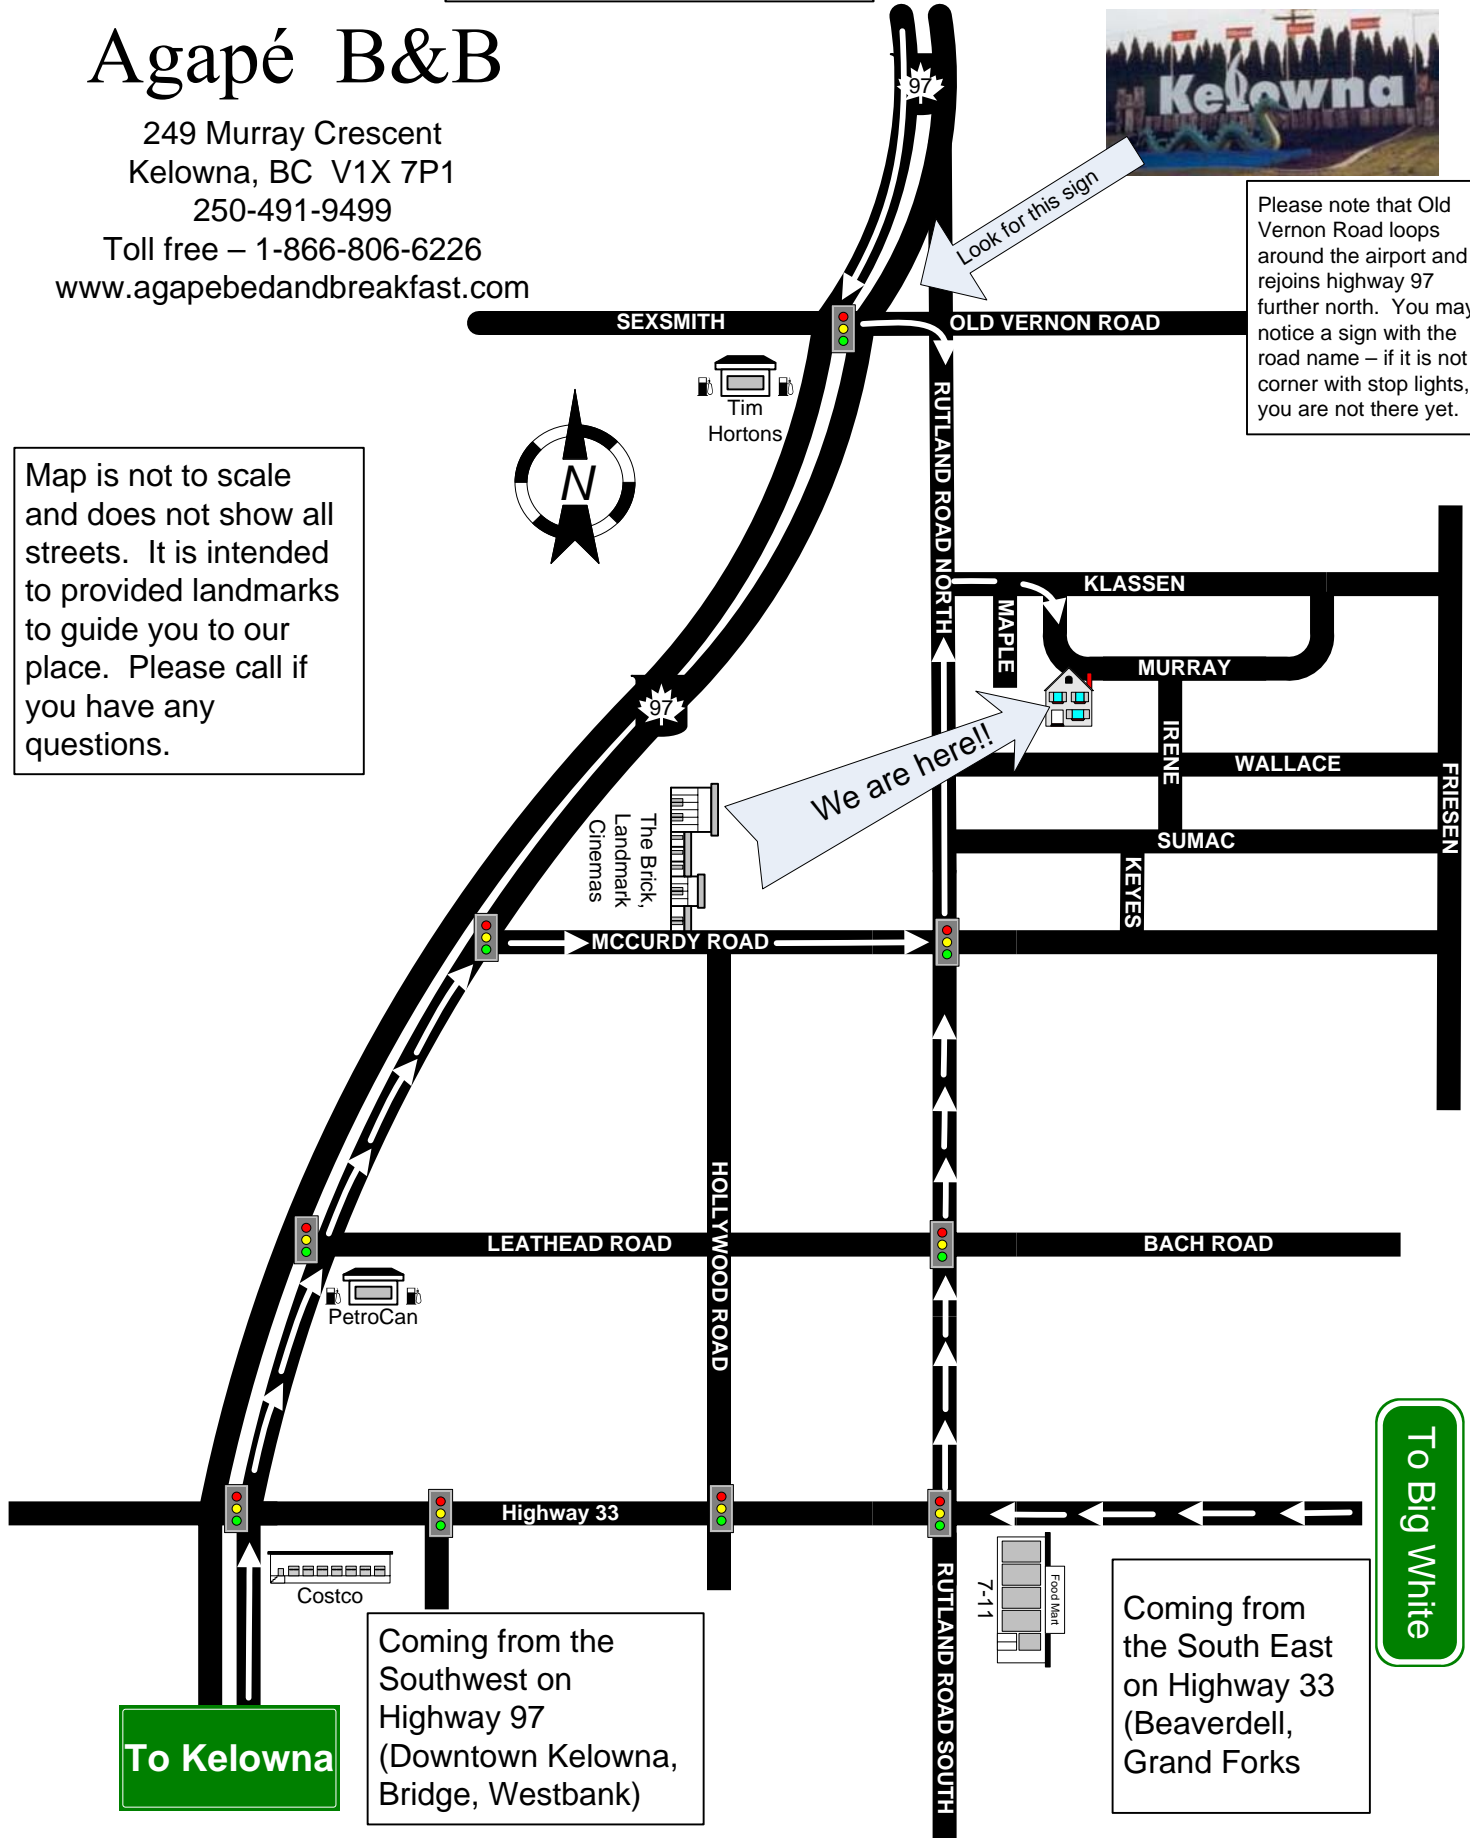 Agapé B&B
249 Murray Crescent
Kelowna, BC V1X 7P1
250-491-9499
Toll free – 1-866-806-6226
www.agapebedandbreakfast.com
97
Kelowna
Look for this sign
Please note that Old
Vernon Road loops
around the airport and
rejoins highway 97
further north. You may
notice a sign with the
road name – if it is not
corner with stop lights,
you are not there yet.
SEXSMITH
OLD VERNON ROAD
Tim
Hortons
RUTLAND ROAD NORTH
N
Map is not to scale
and does not show all
streets. It is intended
to provided landmarks
to guide you to our
place. Please call if
you have any
questions.
KLASSEN
MAPLE
MURRAY
97
We are here!!
IRENE
WALLACE
FRIESEN
The Brick,
Landmark
Cinemas
SUMAC
KEYES
MCCURDY ROAD
HOLLYWOOD ROAD
LEATHEAD ROAD
BACH ROAD
PetroCan
To Big White
Highway 33
Costco
RUTLAND ROAD SOUTH
7-11
Food Mart
Coming from the
Southwest on
Highway 97
(Downtown Kelowna,
Bridge, Westbank)
Coming from
the South East
on Highway 33
(Beaverdell,
Grand Forks
To Kelowna